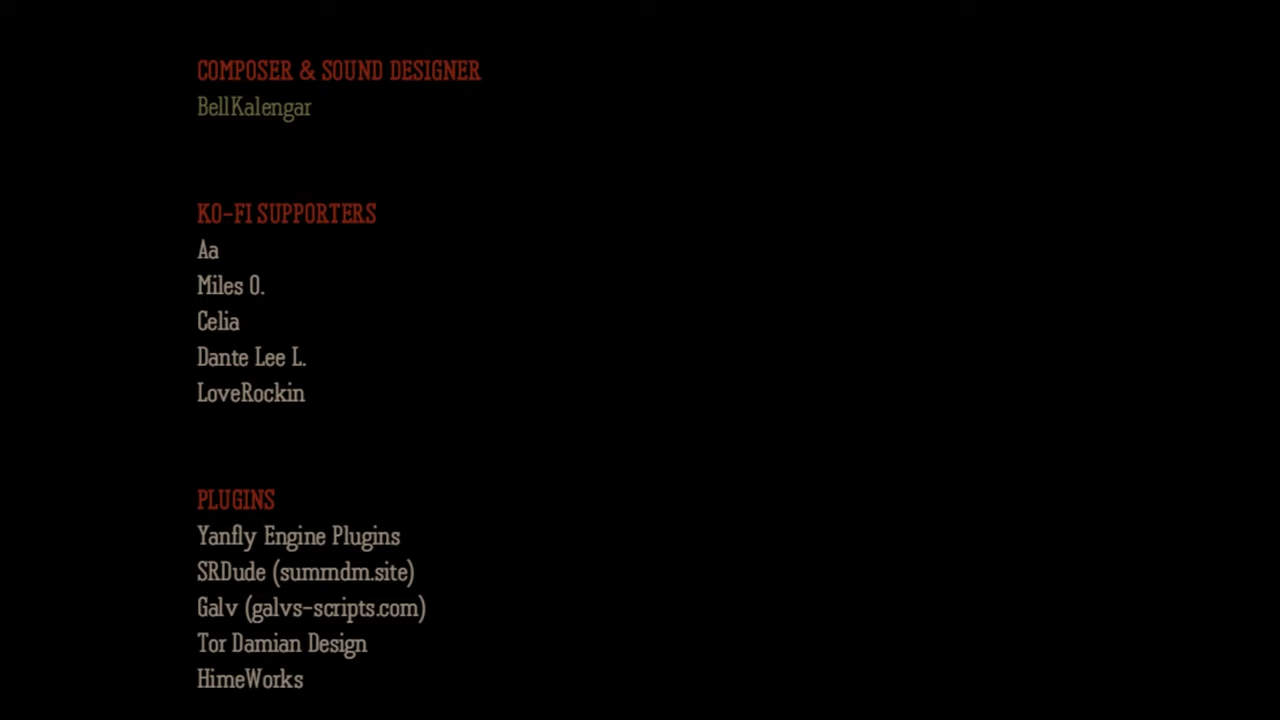 COMPOSER & SOUND DESIGNER
BellKalengar
KO-FI SUPPORTERS
Aa
Miles O.
Celia
Dante Lee L.
LoveRockin
PLUGINS
Yanfly Engine Plugins
SRDude (sumrndm.site)
Galv (galvs-scripts.com)
Tor Damian Design
HimeWorks